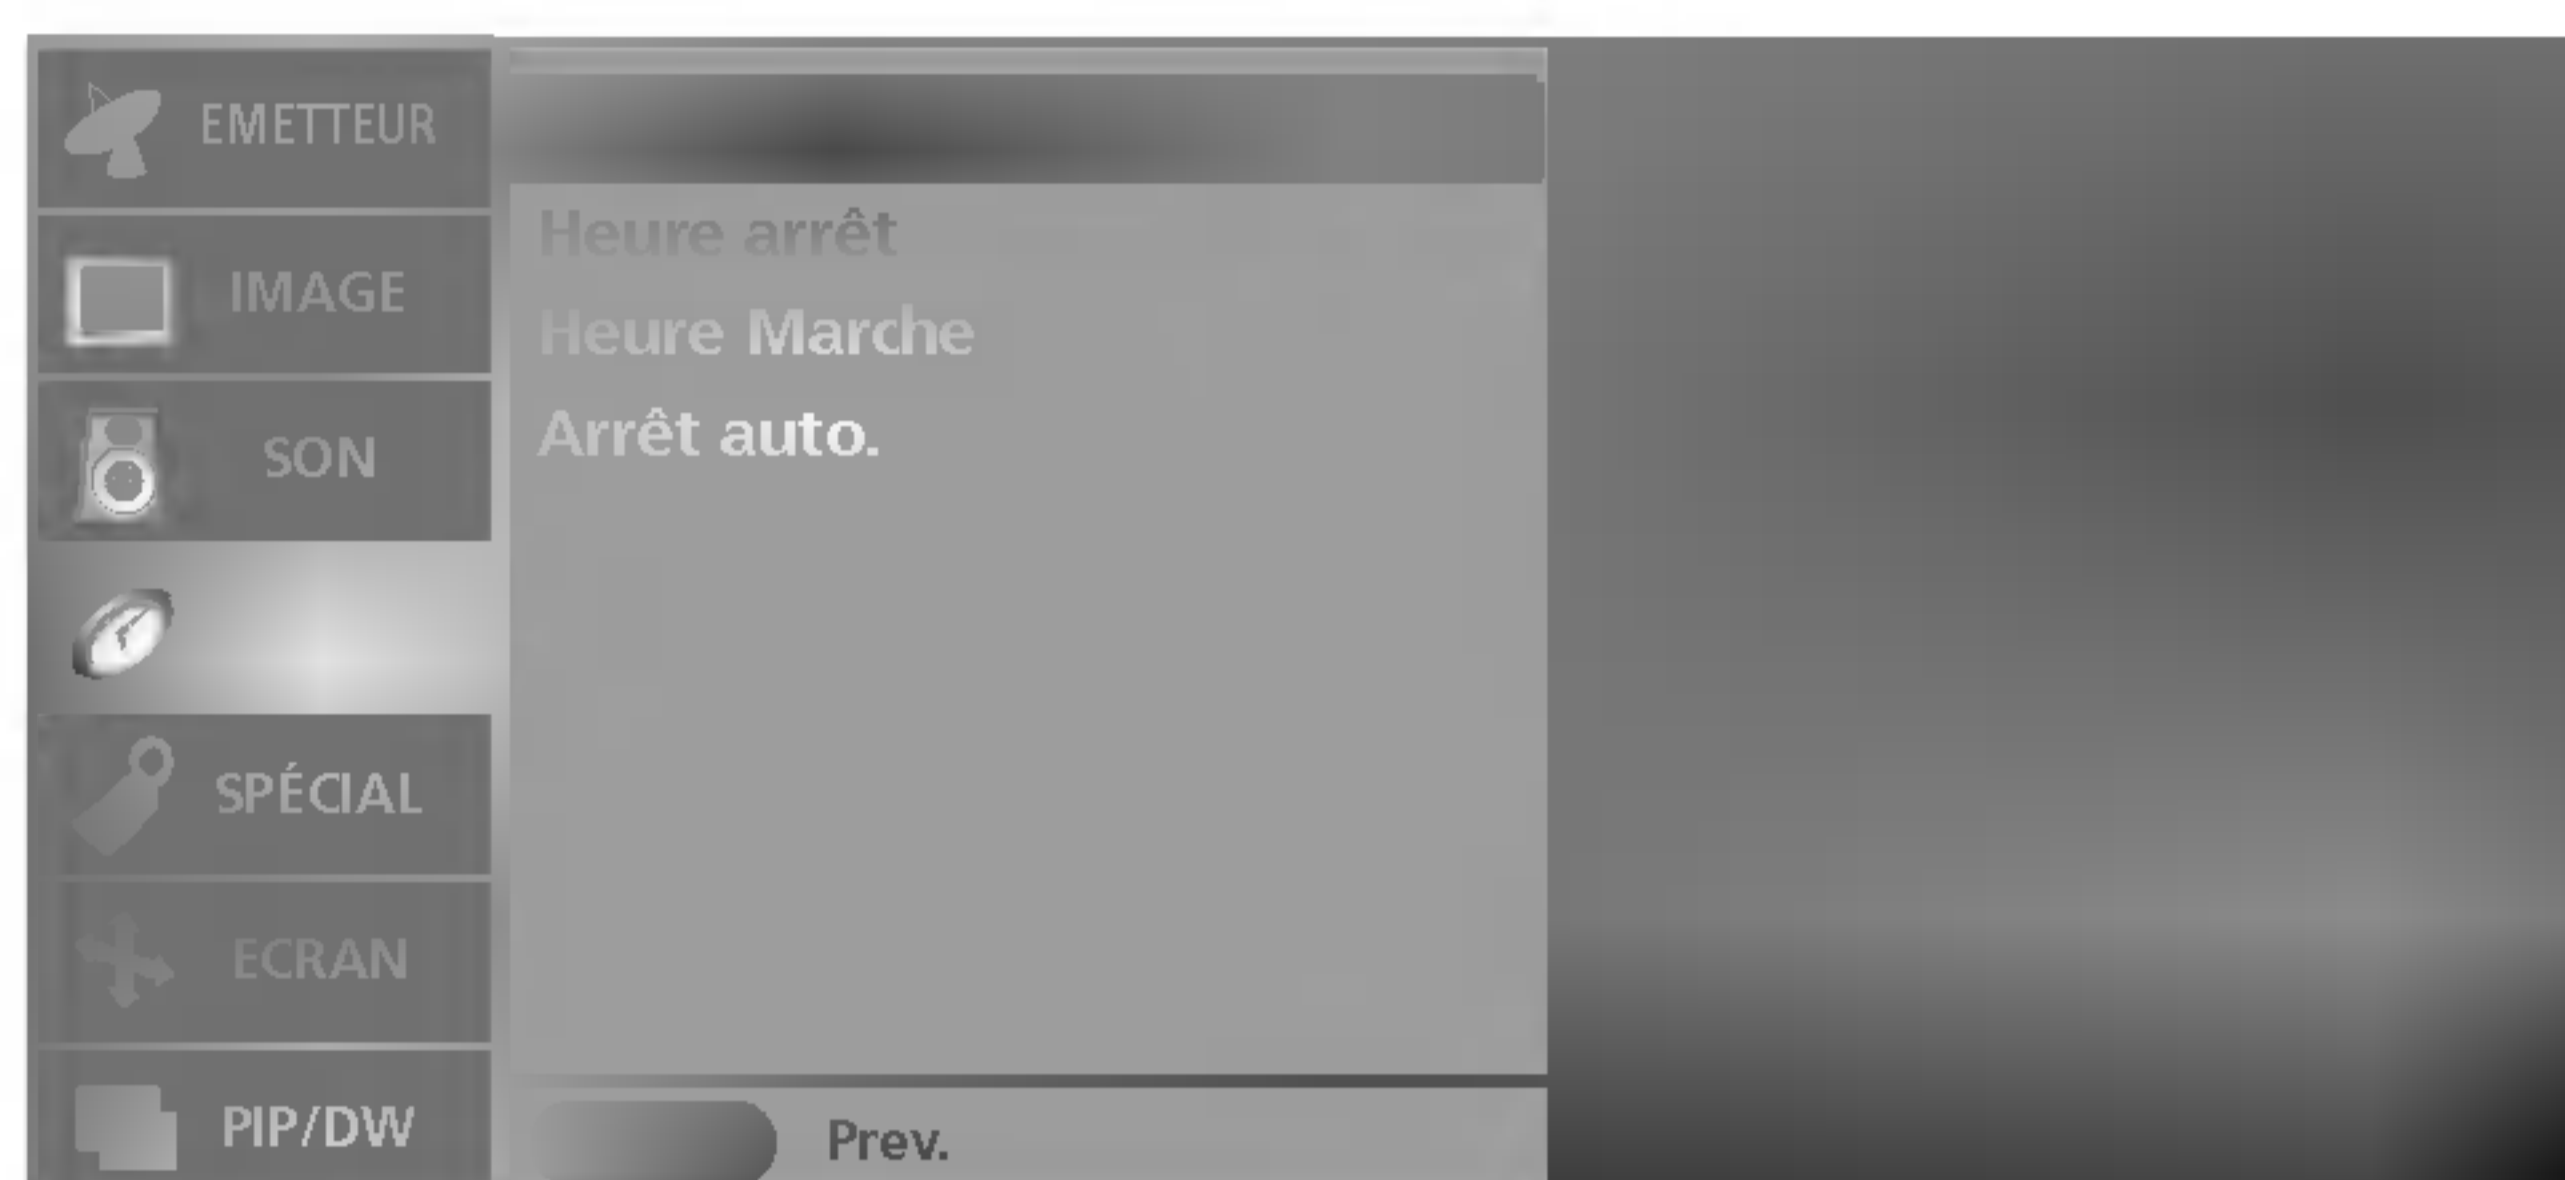 EMETTEUR
IMAGE
SON
SPÉCIAL
ECRAN
PIP/DW
Heure arrêt
Heure Marche
Arrêt auto.
Prev.